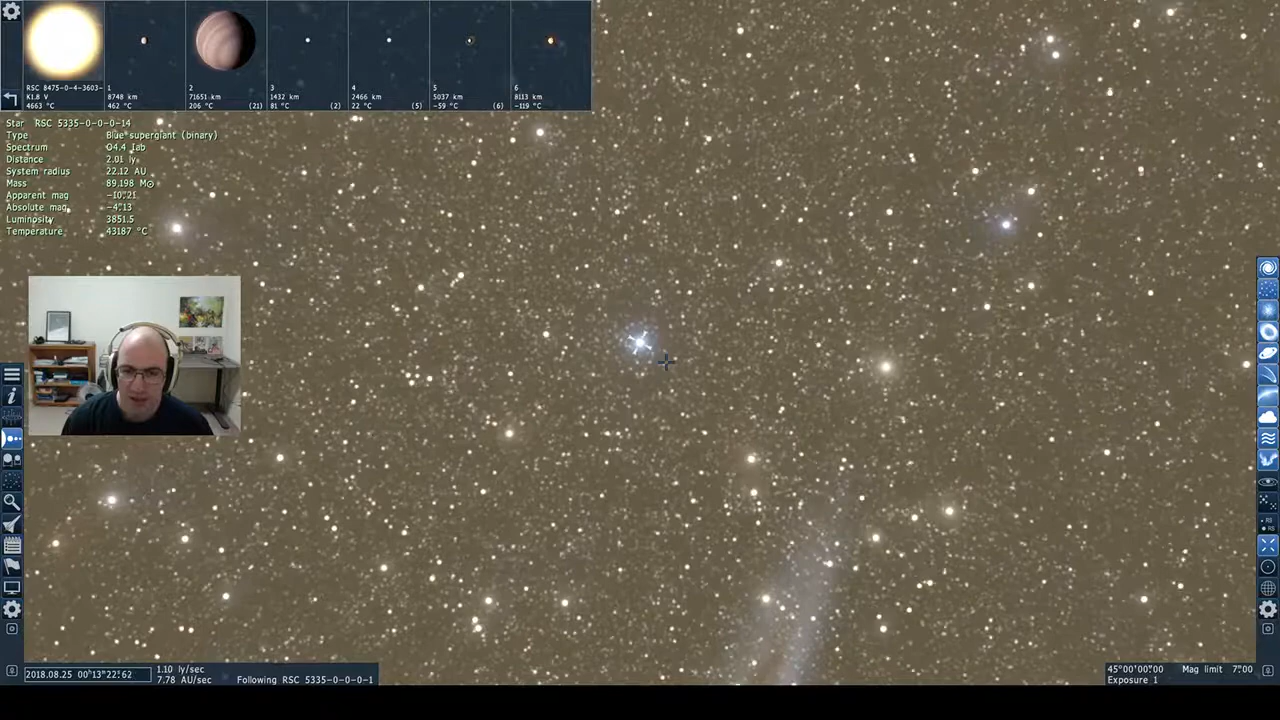 RSC 8475-0-4-3603-
K1.8 V
4663 °C
1
8748 km
462 °C
2
71651 km
206 °C (21)
3
1432 km
81 °C (2)
4
2466 km
22 °C (5)
5
5037 km
-59 °C (6)
6
8113 km
-119 °C
Star RSC 5335-0-0-0-14
Type Blue supergiant (binary)
Spectrum O4.4 Iab
Distance 2.01 ly
System radius 22.12 AU
Mass 89.198 M⊙
Apparent mag -10.21
Absolute mag -4.13
Luminosity 3851.5
Temperature 43187 °C
2018.08.25 00:13:22.62
1.10 ly/sec
7.78 AU/sec
Following RSC 5335-0-0-0-1
45°00'00.00
Mag limit 7.00
Exposure 1